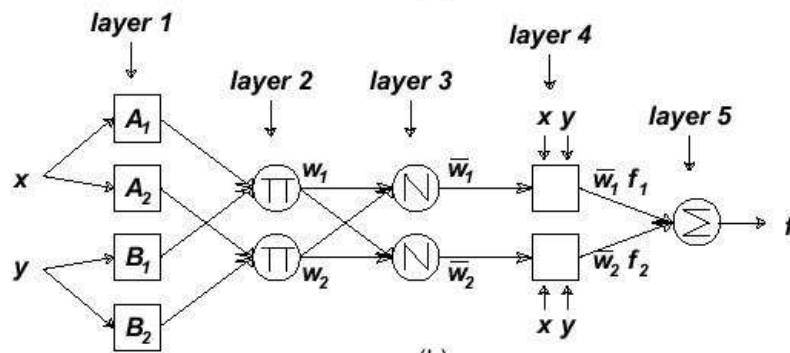 layer 1
layer 4
layer 2
layer 3
x y
layer 5
A1
x
A2
Π
w1
N
w̅1
w̅1 f1
Σ
f
y
B1
Π
w2
N
w̅2
w̅2 f2
B2
x y